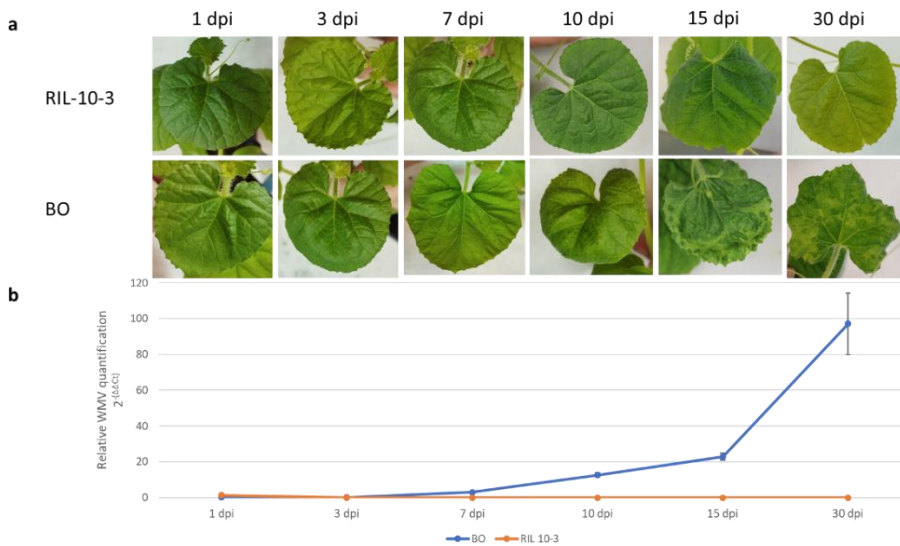 a
1 dpi 3 dpi 7 dpi 10 dpi 15 dpi 30 dpi
RIL-10-3
BO
b
Relative WMV quantification
2^-(ΔΔCt)
120
100
80
60
40
20
0
1 dpi 3 dpi 7 dpi 10 dpi 15 dpi 30 dpi
BO RIL 10-3